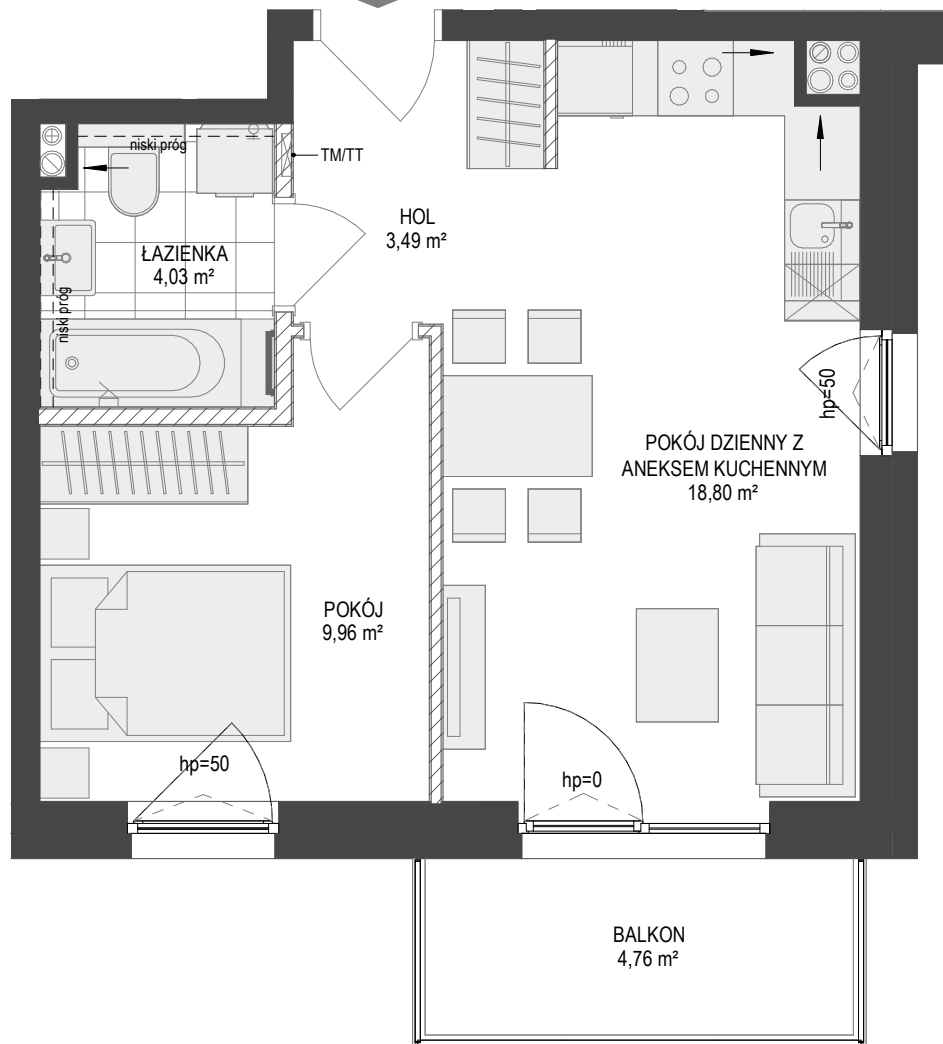 niski próg
TM/TT
HOL
3,49 m²
ŁAZIENKA
4,03 m²
niski próg
hp=50
POKÓJ DZIENNY Z
ANEKSEM KUCHENNYM
18,80 m²
POKÓJ
9,96 m²
hp=50
hp=0
BALKON
4,76 m²